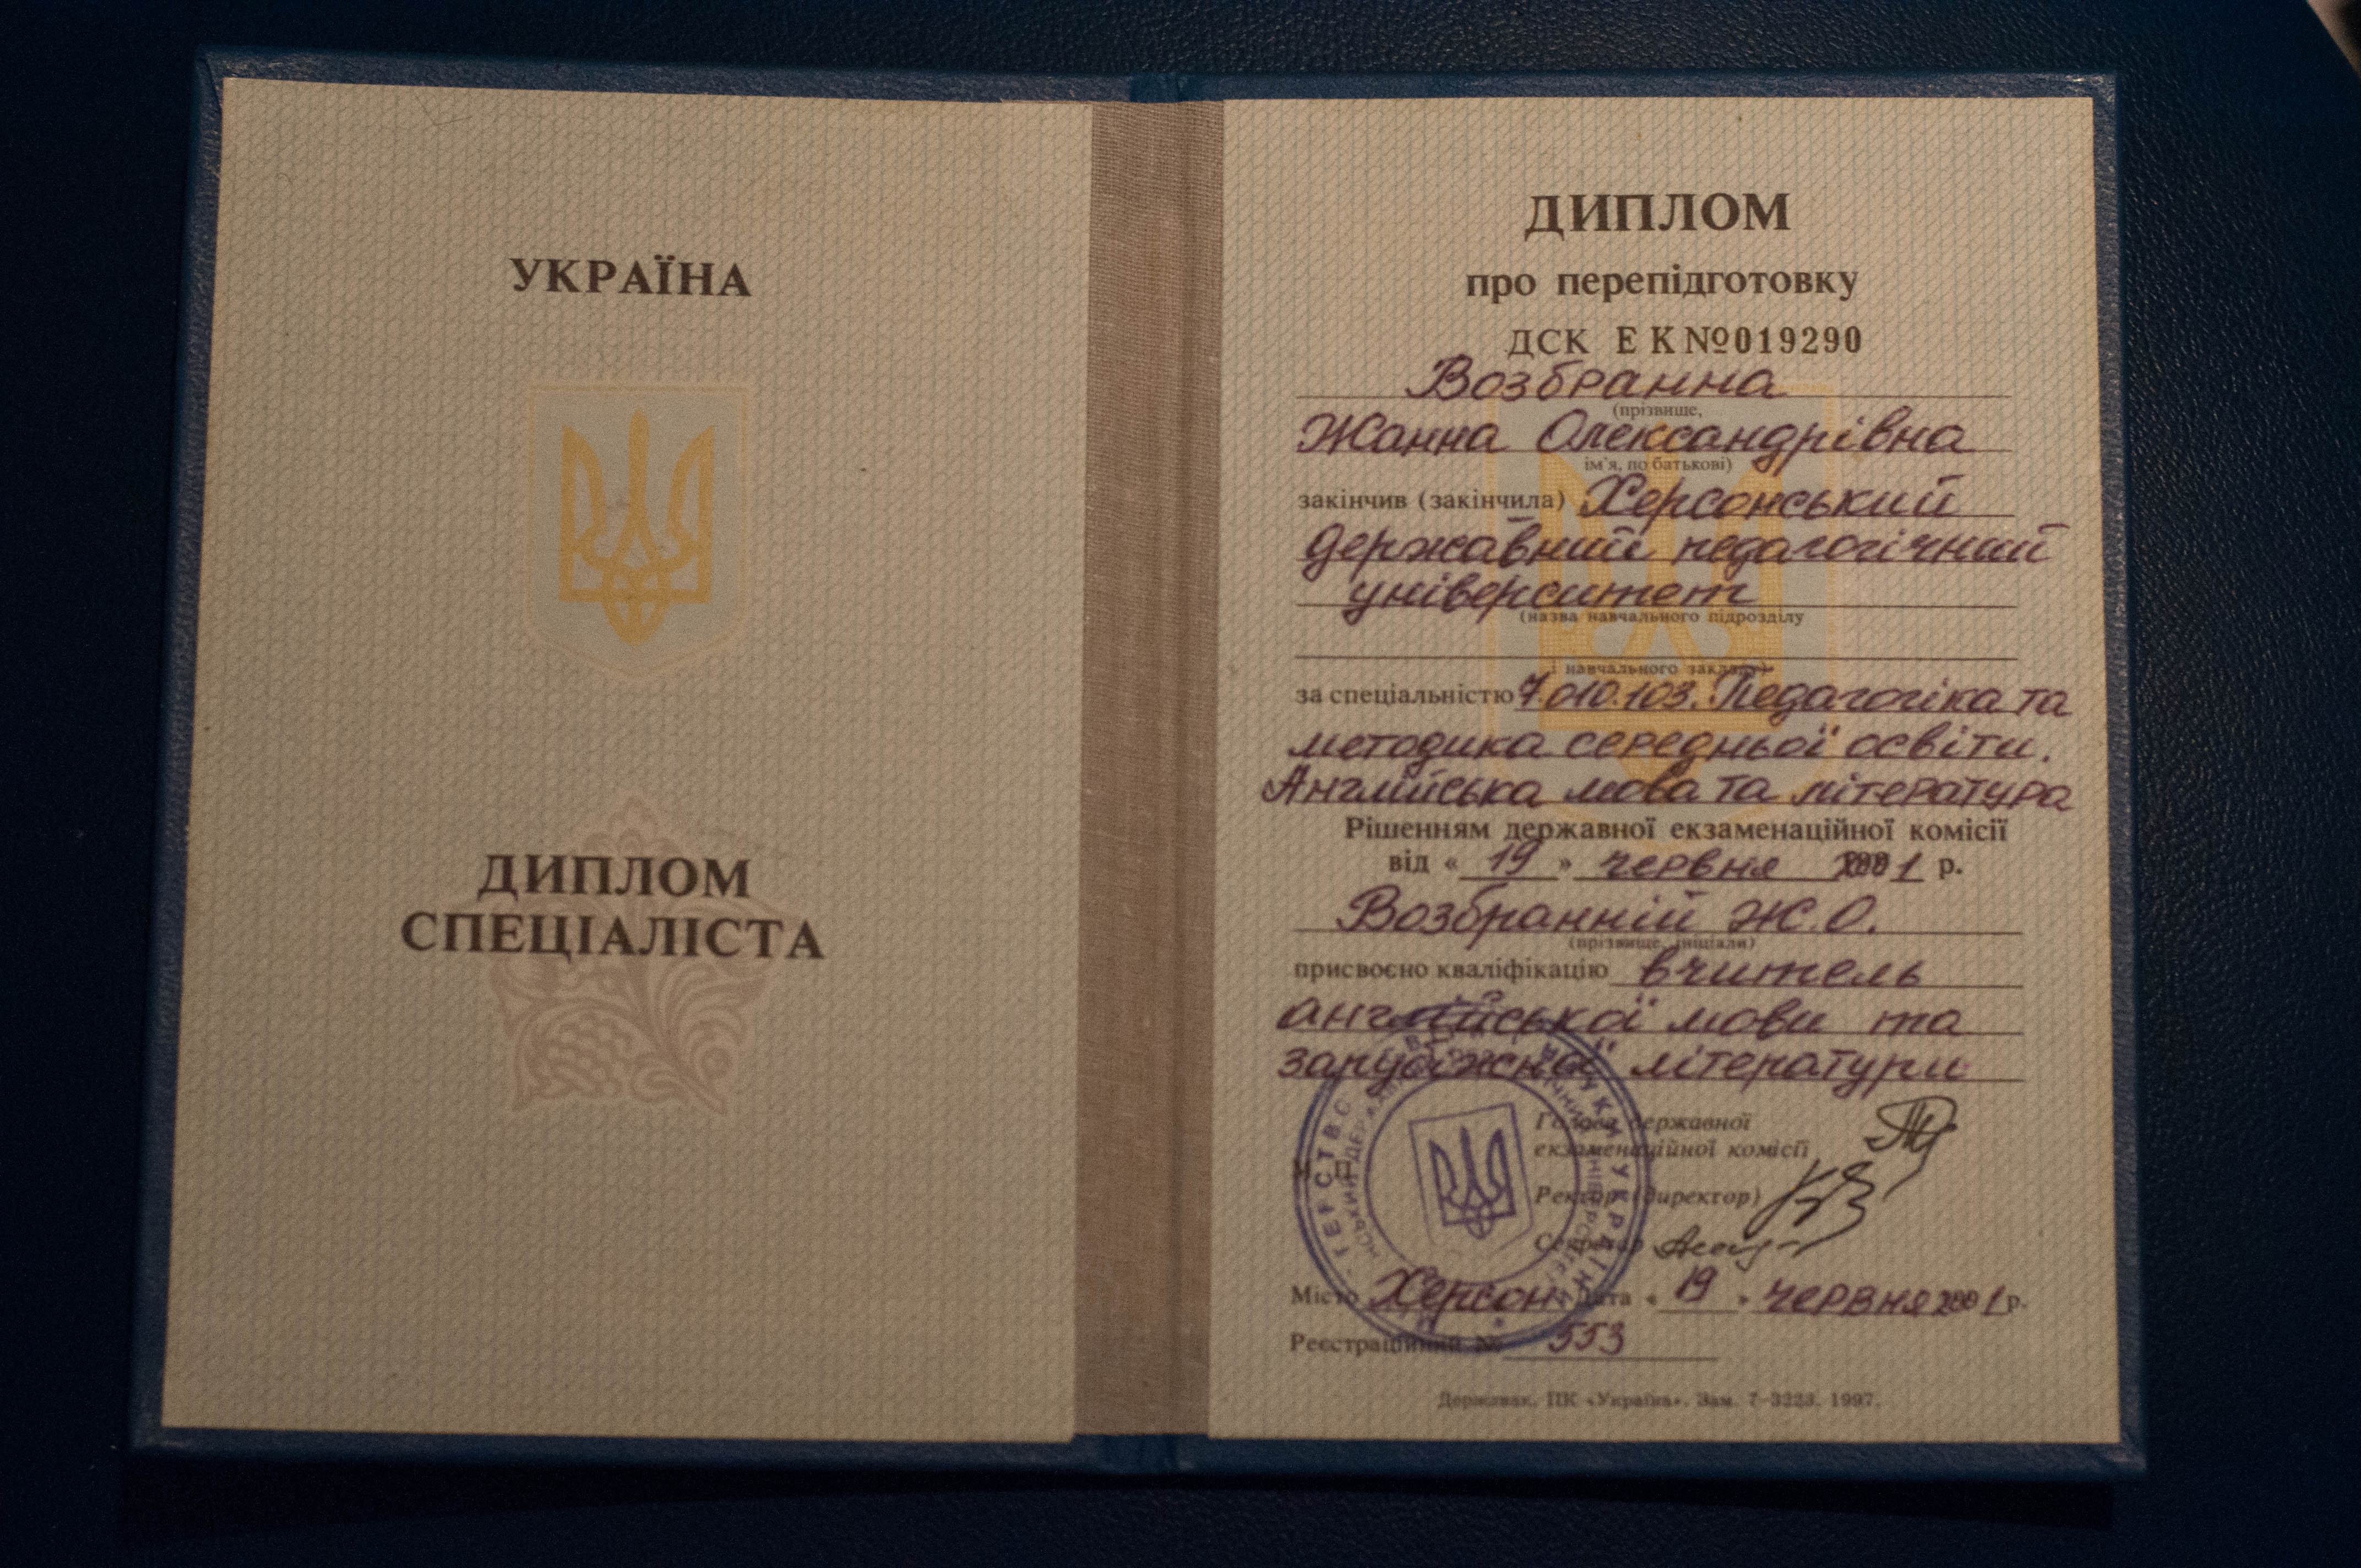 УКРАЇНА
ДИПЛОМ
СПЕЦІАЛІСТА
ДИПЛОМ
про перепідготовку
ДСК ЕК №019290
Возбранна
(прізвище,
Жанна Олександрівна
ім'я, по батькові)
закінчив (закінчила) Херсонський
державний педагогічний
університет
(назва навчального підрозділу
і навчального закладу)
за спеціальністю 7.010.103. Педагогіка та
методика середньої освіти.
Англійська мова та література
Рішенням державної екзаменаційної комісії
від « 19 » червня 2001 р.
Возбранній Ж.О.
(прізвище, ініціали)
присвоєно кваліфікацію вчитель
англійської мови та
зарубіжної літератури
Голова державної
екзаменаційної комісії
М. П.
Ректор (директор)
Секретар
Місто Херсон Дата « 19 » червня 2001 р.
Реєстраційний № 553
Держзнак. ПК «Україна». Зам. 7-3223. 1997.